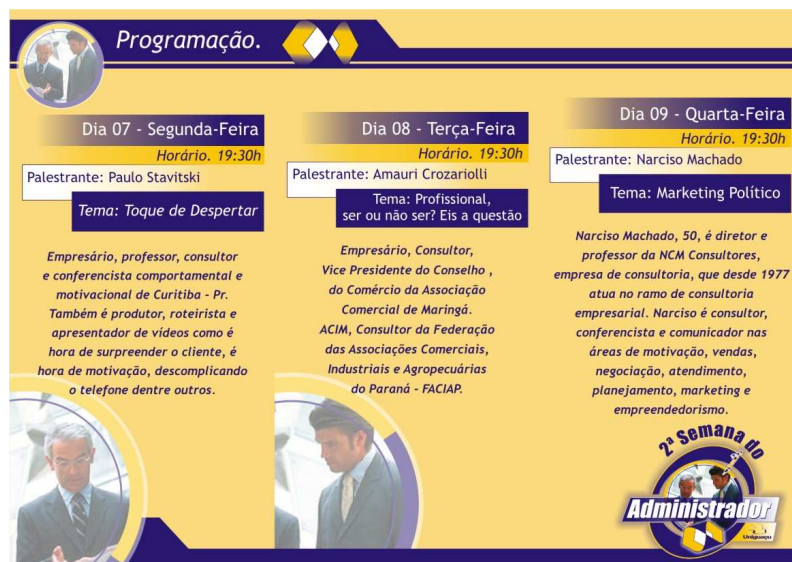 Programação.
Dia 07 - Segunda-Feira
Horário. 19:30h
Palestrante: Paulo Stavitski
Tema: Toque de Despertar
Empresário, professor, consultor
e conferencista comportamental e
motivacional de Curitiba - Pr.
Também é produtor, roteirista e
apresentador de vídeos como é
hora de surpreender o cliente, é
hora de motivação, descomplicando
o telefone dentre outros.
Dia 08 - Terça-Feira
Horário. 19:30h
Palestrante: Amauri Crozariolli
Tema: Profissional,
ser ou não ser? Eis a questão
Empresário, Consultor,
Vice Presidente do Conselho ,
do Comércio da Associação
Comercial de Maringá.
ACIM, Consultor da Federação
das Associações Comerciais,
Industriais e Agropecuárias
do Paraná - FACIAP.
Dia 09 - Quarta-Feira
Horário. 19:30h
Palestrante: Narciso Machado
Tema: Marketing Político
Narciso Machado, 50, é diretor e
professor da NCM Consultores,
empresa de consultoria, que desde 1977
atua no ramo de consultoria
empresarial. Narciso é consultor,
conferencista e comunicador nas
áreas de motivação, vendas,
negociação, atendimento,
planejamento, marketing e
empreendedorismo.
2ª Semana do
Administrador
Uniguaçu